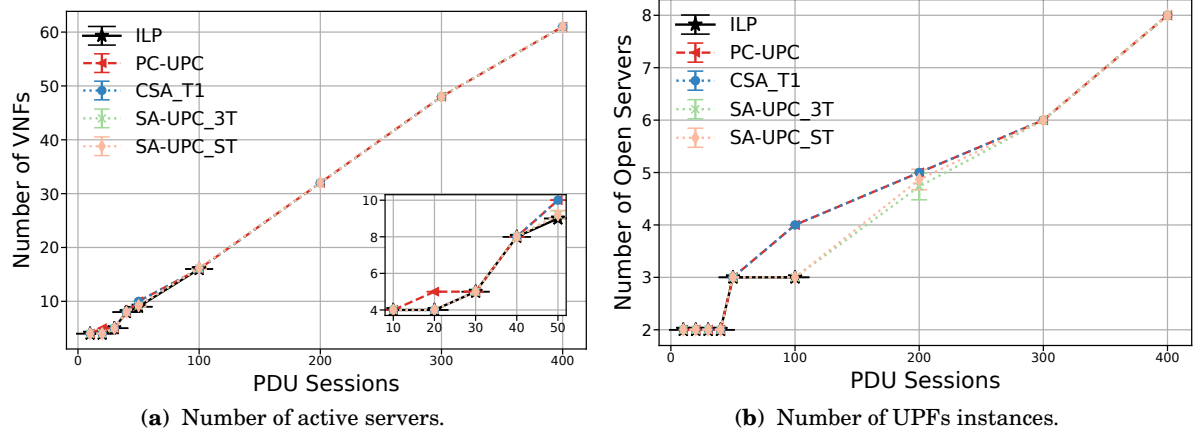 ILP
PC-UPC
CSA_T1
SA-UPC_3T
SA-UPC_ST
Number of VNFs
60
50
40
30
20
10
0
100
200
300
400
PDU Sessions
10
8
6
4
10
20
30
40
50
(a) Number of active servers.
ILP
PC-UPC
CSA_T1
SA-UPC_3T
SA-UPC_ST
Number of Open Servers
8
7
6
5
4
3
2
0
100
200
300
400
PDU Sessions
(b) Number of UPFs instances.